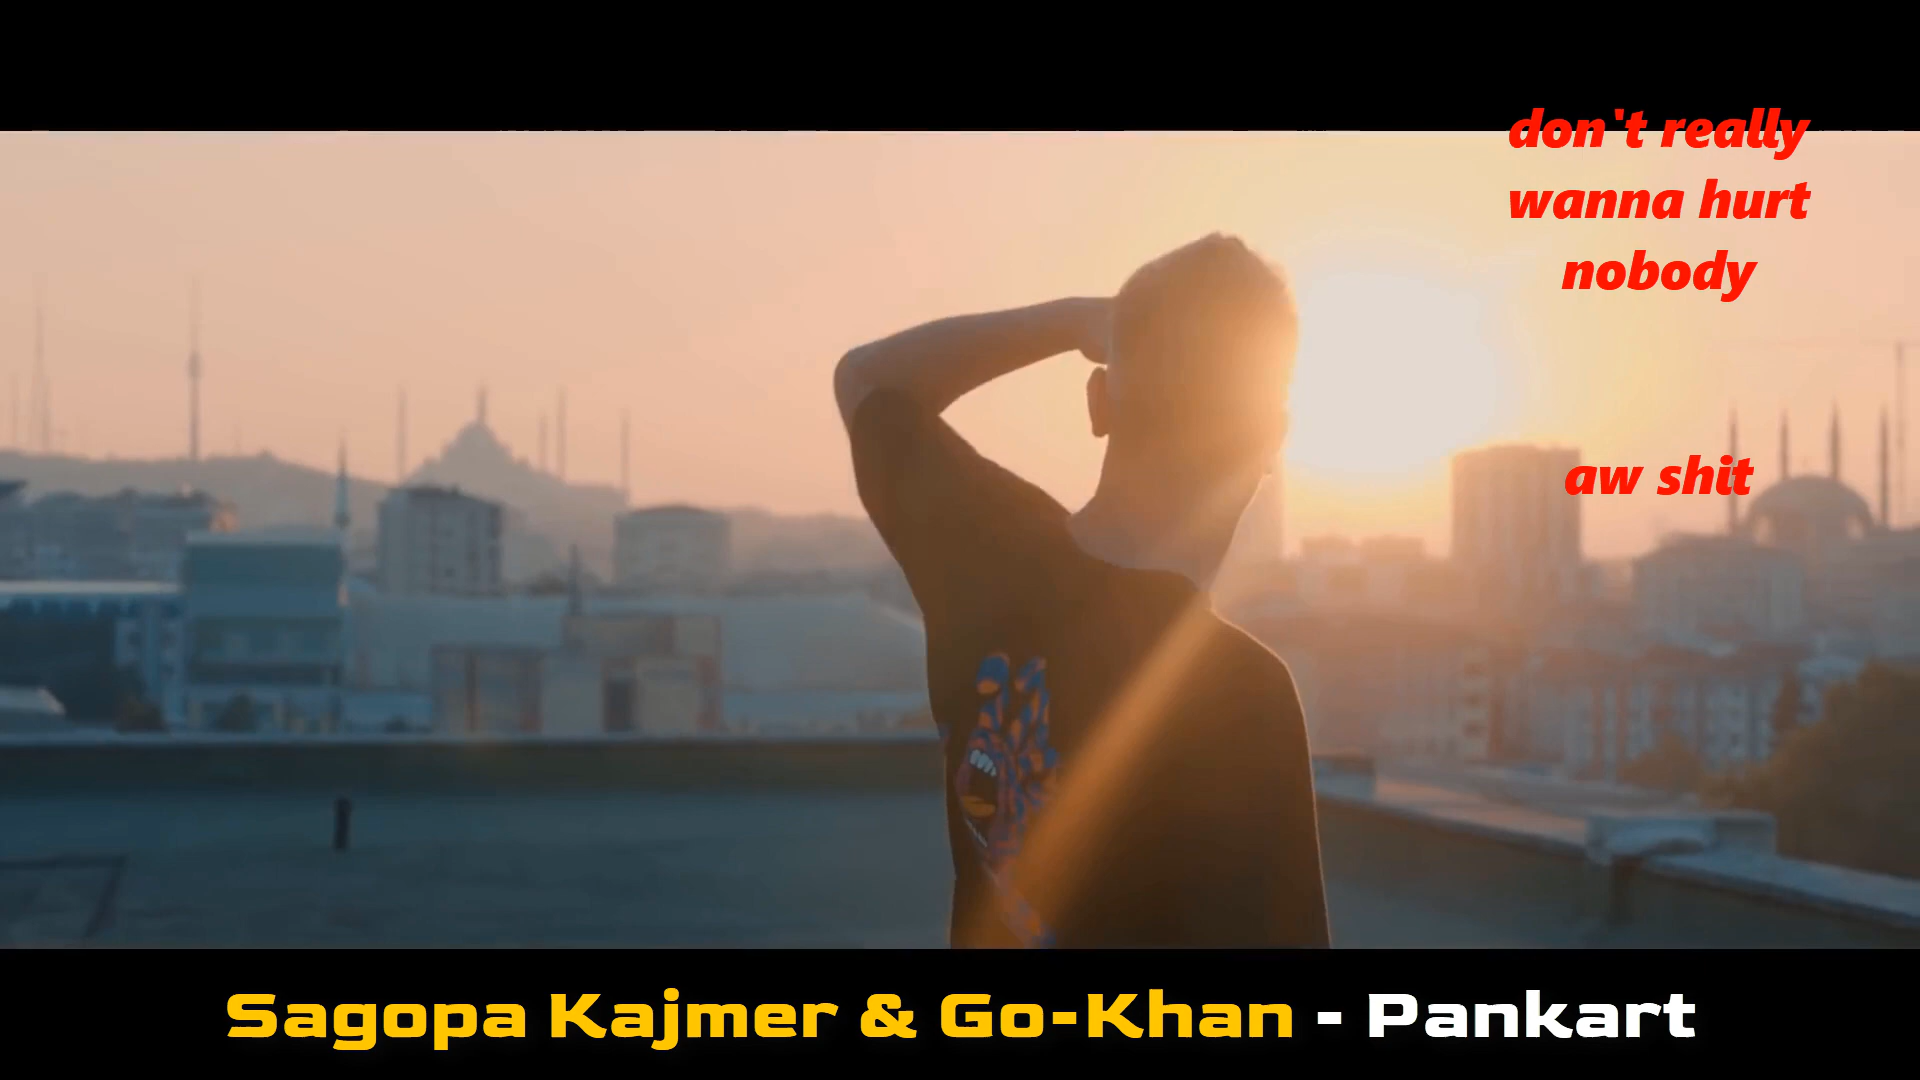 don't really
wanna hurt
nobody
aw shit
Sagopa Kajmer & Go-Khan - Pankart